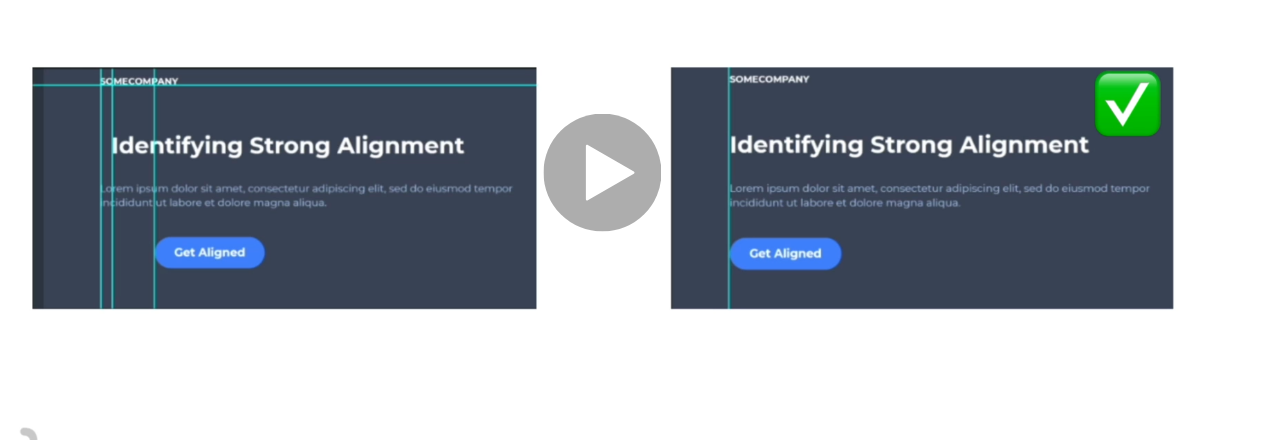 SOMECOMPANY
Identifying Strong Alignment
Lorem ipsum dolor sit amet, consectetur adipiscing elit, sed do eiusmod tempor
incididunt ut labore et dolore magna aliqua.
Get Aligned
SOMECOMPANY
Identifying Strong Alignment
Lorem ipsum dolor sit amet, consectetur adipiscing elit, sed do eiusmod tempor
incididunt ut labore et dolore magna aliqua.
Get Aligned